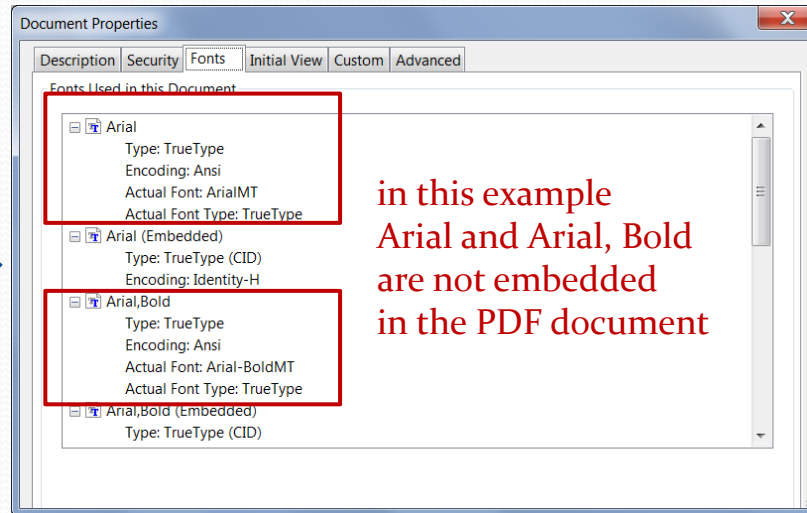 Document Properties
Description Security Fonts Initial View Custom Advanced
Fonts Used in this Document
Arial
Type: TrueType
Encoding: Ansi
Actual Font: ArialMT
Actual Font Type: TrueType
Arial (Embedded)
Type: TrueType (CID)
Encoding: Identity-H
Arial,Bold
Type: TrueType
Encoding: Ansi
Actual Font: Arial-BoldMT
Actual Font Type: TrueType
Arial,Bold (Embedded)
Type: TrueType (CID)
in this example
Arial and Arial, Bold
are not embedded
in the PDF document